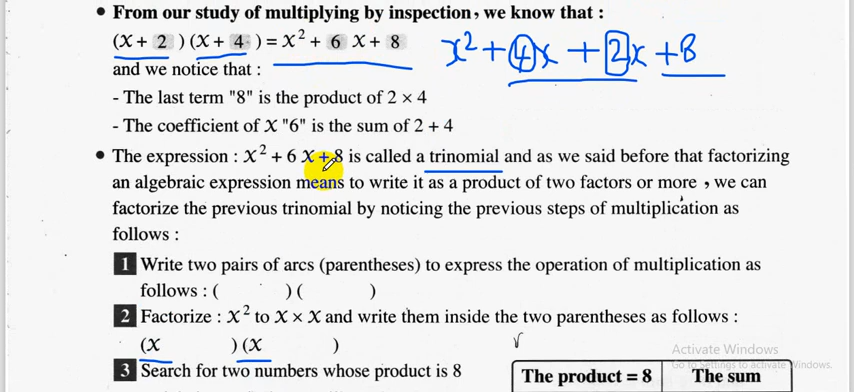 • From our study of multiplying by inspection, we know that :
(X + 2 ) (X + 4 ) = X² + 6 X + 8
x² + 4x + 2x + 8
and we notice that :
- The last term "8" is the product of 2 × 4
- The coefficient of X "6" is the sum of 2 + 4
• The expression : X² + 6 X + 8 is called a trinomial and as we said before that factorizing
an algebraic expression means to write it as a product of two factors or more , we can
factorize the previous trinomial by noticing the previous steps of multiplication as
follows :
1 Write two pairs of arcs (parentheses) to express the operation of multiplication as
follows : ( ) ( )
2 Factorize : X² to X × X and write them inside the two parentheses as follows :
(X ) (X )
3 Search for two numbers whose product is 8
The product = 8 The sum
Activate Windows
Go to Settings to activate Windows.